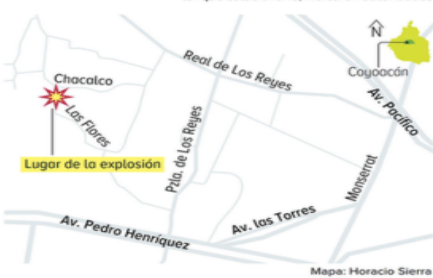 N
Coyoacán
Real de Los Reyes
Chacalco
Las Flores
Pzla. de Los Reyes
Av. Pacífico
Monserrat
Lugar de la explosión
Av. Pedro Henríquez
Av. las Torres
Mapa: Horacio Sierra